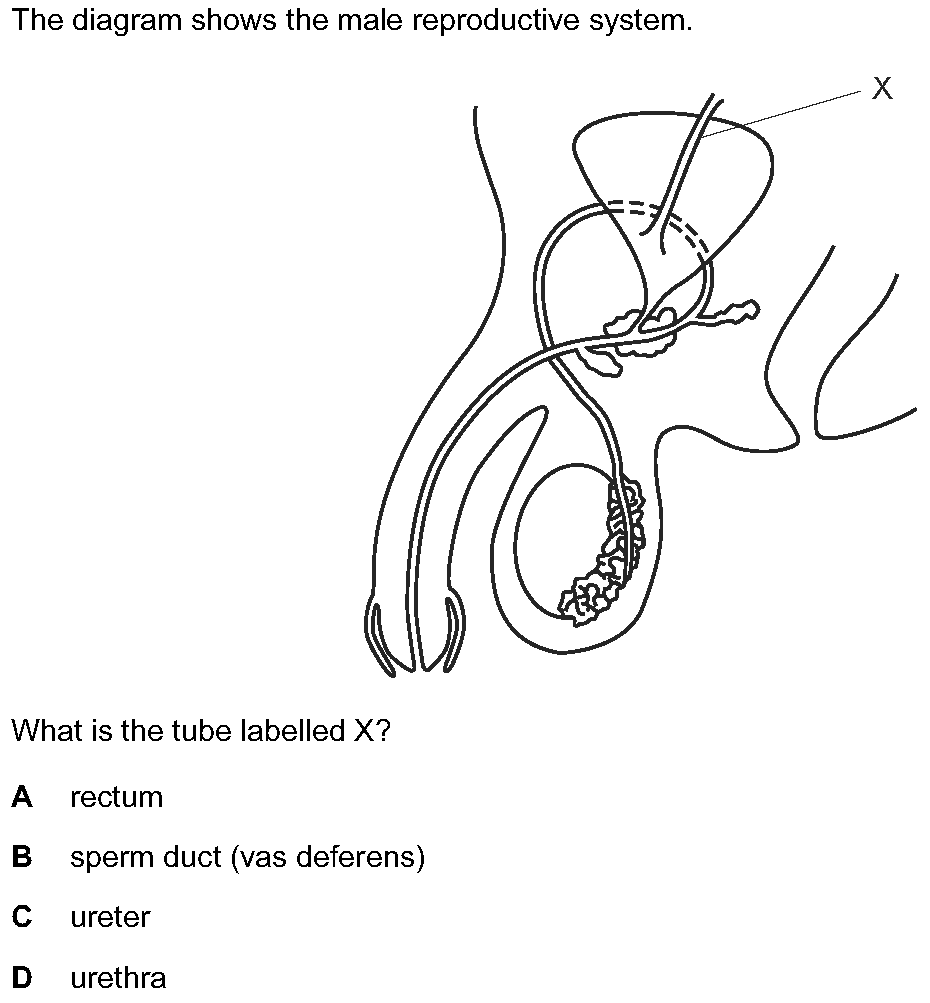 The diagram shows the male reproductive system.
X
What is the tube labelled X?
A rectum
B sperm duct (vas deferens)
C ureter
D urethra